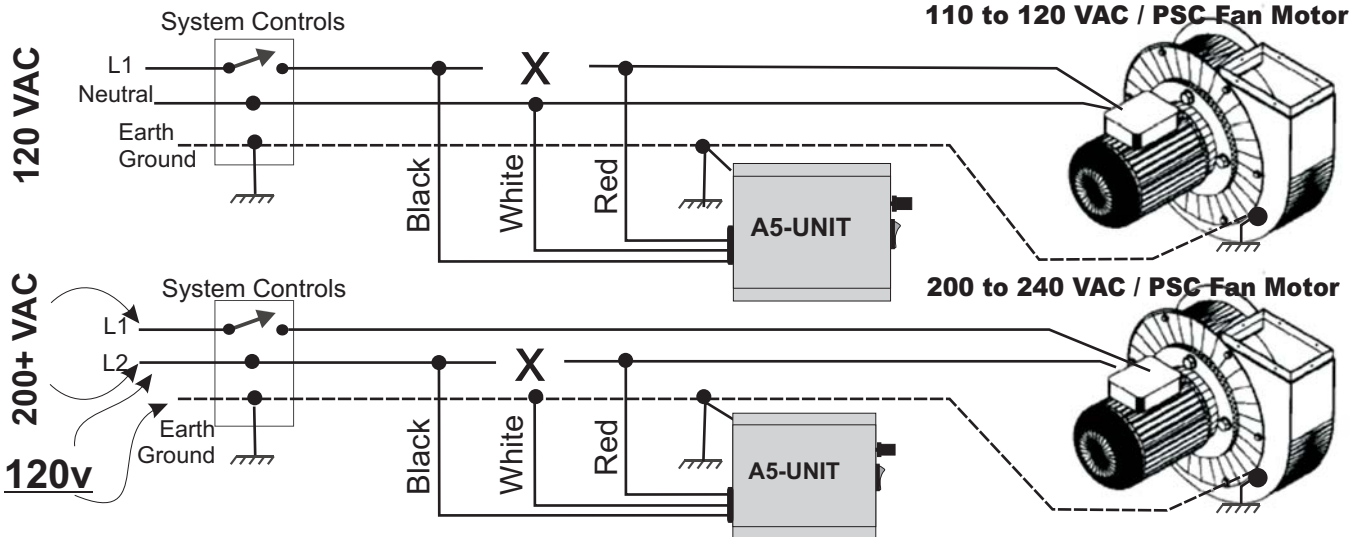 110 to 120 VAC / PSC Fan Motor
System Controls
120 VAC
L1
Neutral
Earth
Ground
X
Black
White
Red
A5-UNIT
200 to 240 VAC / PSC Fan Motor
System Controls
200+ VAC
L1
L2
Earth
Ground
120v
X
Black
White
Red
A5-UNIT